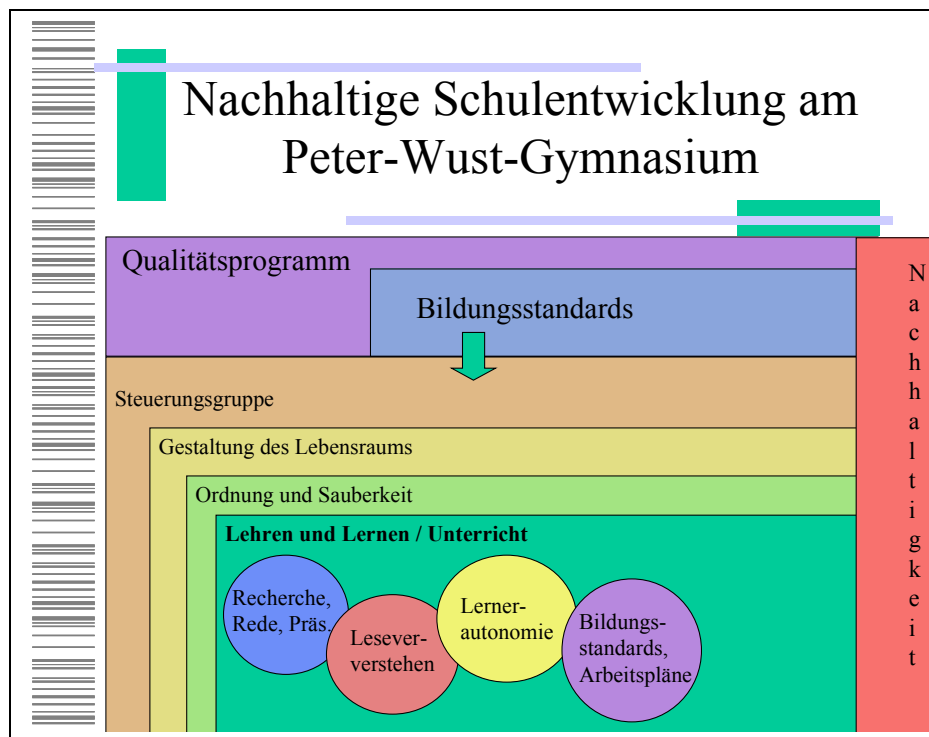 Nachhaltige Schulentwicklung am
Peter-Wust-Gymnasium
Qualitätsprogramm
Bildungsstandards
Steuerungsgruppe
Gestaltung des Lebensraums
Ordnung und Sauberkeit
Lehren und Lernen / Unterricht
Recherche,
Rede, Präs.
Lesever-
verstehen
Lerner-
autonomie
Bildungs-
standards,
Arbeitspläne
N
a
c
h
h
a
l
t
i
g
k
e
i
t